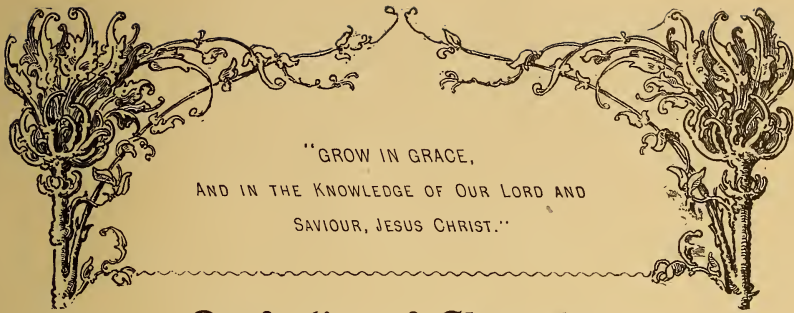 "GROW IN GRACE,
AND IN THE KNOWLEDGE OF OUR LORD AND
SAVIOUR, JESUS CHRIST."